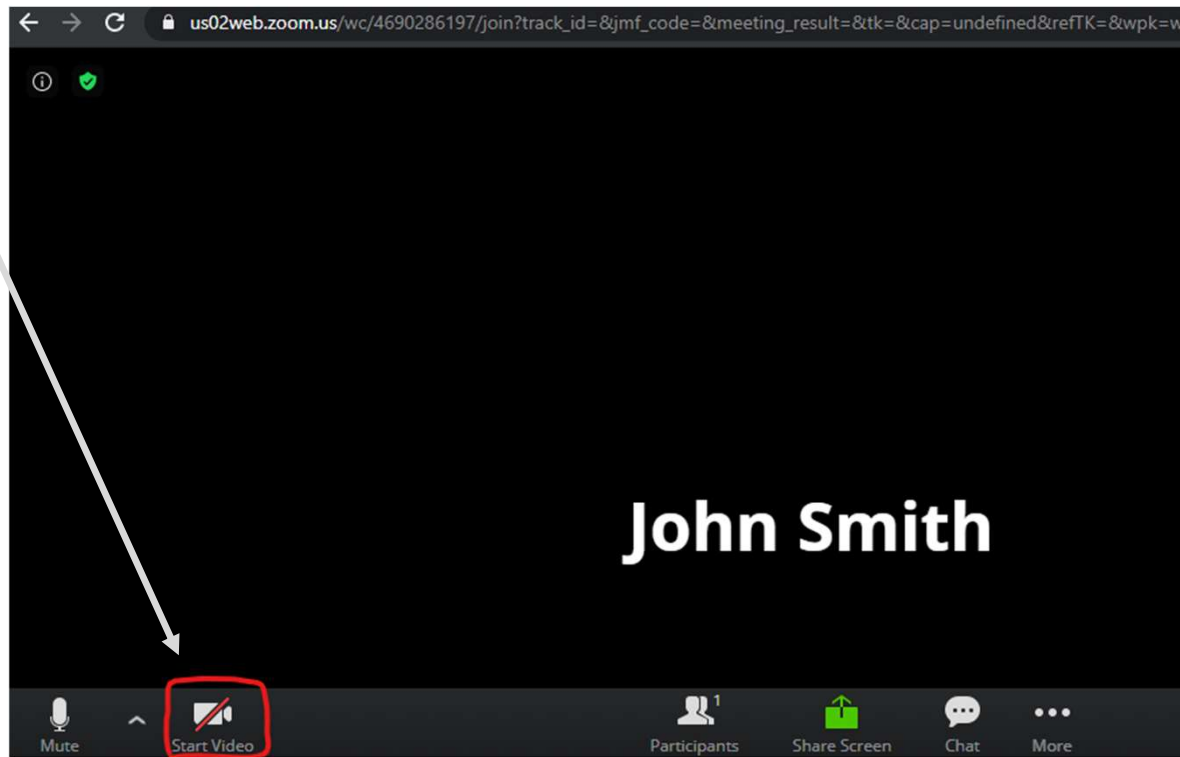 us02web.zoom.us/wc/4690286197/join?track_id=&jmf_code=&meeting_result=&tk=&cap=undefined&refTK=&wpk=w
John Smith
Mute
Start Video
Participants 1
Share Screen
Chat
More